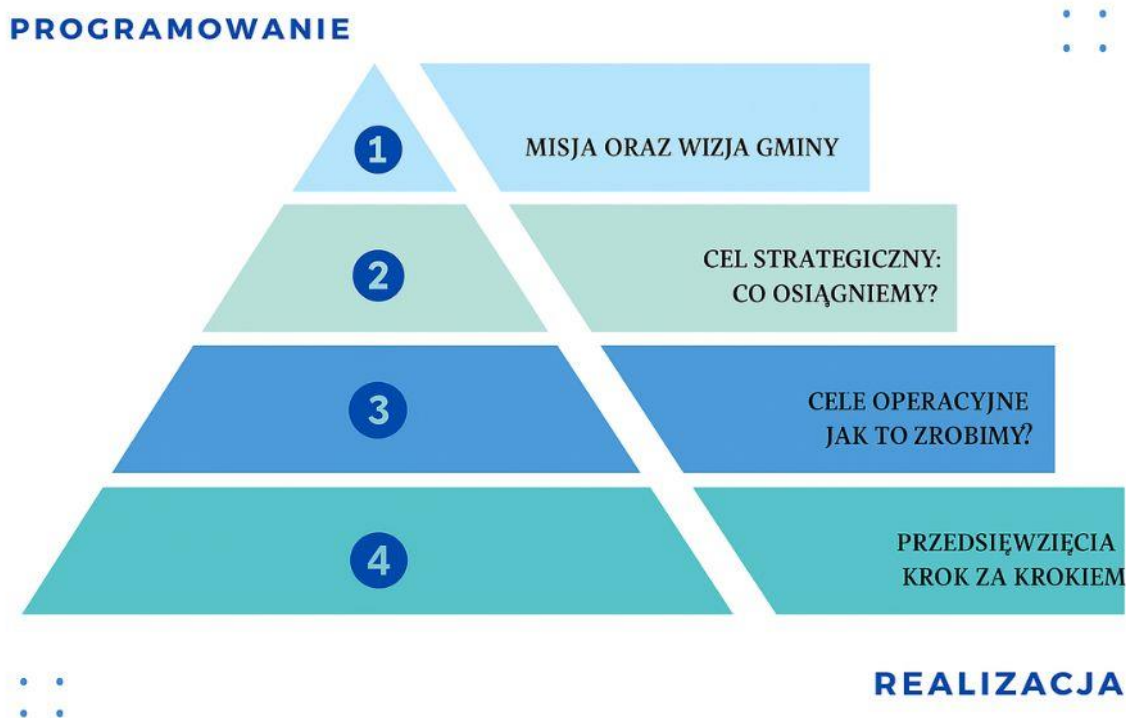 PROGRAMOWANIE
1
MISJA ORAZ WIZJA GMINY
2
CEL STRATEGICZNY:
CO OSIĄGNIEMY?
3
CELE OPERACYJNE
JAK TO ZROBIMY?
4
PRZEDSIĘWZIĘCIA
KROK ZA KROKIEM
REALIZACJA